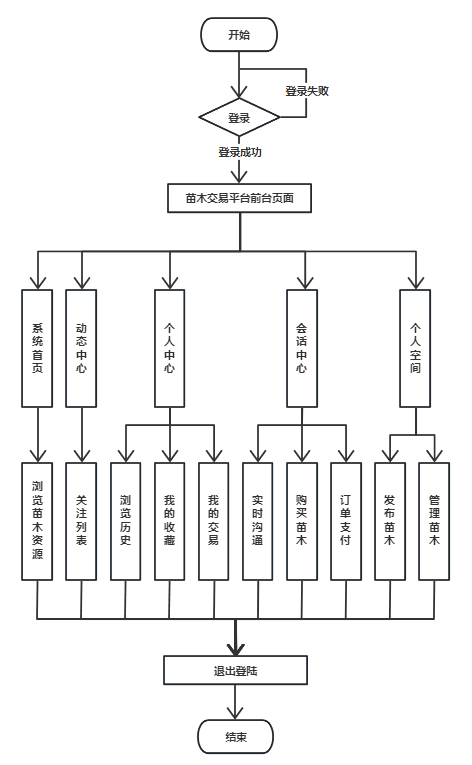 开始
登录失败
登录
登录成功
苗木交易平台前台页面
系统首页
动态中心
个人中心
会话中心
个人空间
浏览苗木资源
关注列表
浏览历史
我的收藏
我的交易
实时沟通
购买苗木
订单支付
发布苗木
管理苗木
退出登陆
结束